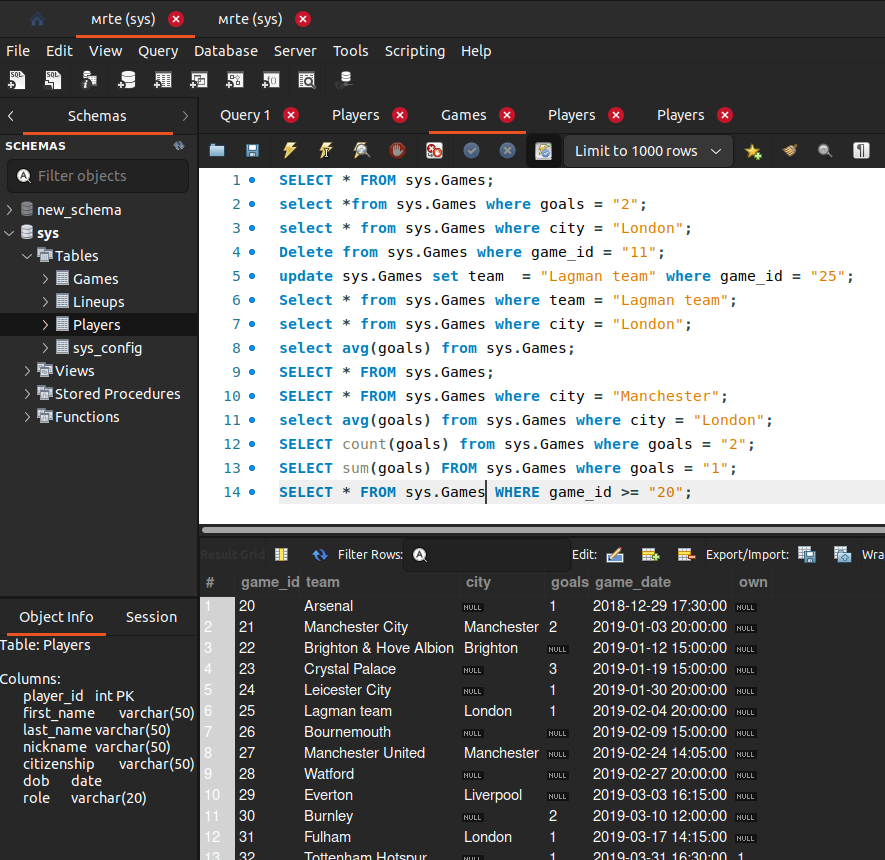 мrte (sys) мrte (sys)
File Edit View Query Database Server Tools Scripting Help
Schemas
Query 1 Players Games Players Players
SCHEMAS
Filter objects
Limit to 1000 rows
new_schema
sys
Tables
Games
Lineups
Players
sys_config
Views
Stored Procedures
Functions
1 SELECT * FROM sys.Games;
2 select *from sys.Games where goals = "2";
3 select * from sys.Games where city = "London";
4 Delete from sys.Games where game_id = "11";
5 update sys.Games set team  = "Lagman team" where game_id = "25";
6 Select * from sys.Games where team = "Lagman team";
7 select * from sys.Games where city = "London";
8 select avg(goals) from sys.Games;
9 SELECT * FROM sys.Games;
10 SELECT * FROM sys.Games where city = "Manchester";
11 select avg(goals) from sys.Games where city = "London";
12 SELECT count(goals) from sys.Games where goals = "2";
13 SELECT sum(goals) FROM sys.Games where goals = "1";
14 SELECT * FROM sys.Games WHERE game_id >= "20";
Object Info Session
Table: Players
Columns:
player_id int PK
first_name varchar(50)
last_name varchar(50)
nickname varchar(50)
citizenship varchar(50)
dob date
role varchar(20)
Result Grid Filter Rows: Edit: Export/Import: Wra
# game_id team city goals game_date own
1 20 Arsenal NULL 1 2018-12-29 17:30:00 NULL
2 21 Manchester City Manchester 2 2019-01-03 20:00:00 NULL
3 22 Brighton & Hove Albion Brighton NULL 2019-01-12 15:00:00 NULL
4 23 Crystal Palace NULL 3 2019-01-19 15:00:00 NULL
5 24 Leicester City NULL 1 2019-01-30 20:00:00 NULL
6 25 Lagman team London 1 2019-02-04 20:00:00 NULL
7 26 Bournemouth NULL NULL 2019-02-09 15:00:00 NULL
8 27 Manchester United Manchester NULL 2019-02-24 14:05:00 NULL
9 28 Watford NULL NULL 2019-02-27 20:00:00 NULL
10 29 Everton Liverpool NULL 2019-03-03 16:15:00 NULL
11 30 Burnley NULL 2 2019-03-10 12:00:00 NULL
12 31 Fulham London 1 2019-03-17 14:15:00 NULL
13 32 Tottenham Hotspur NULL 1 2019-03-31 16:30:00 1